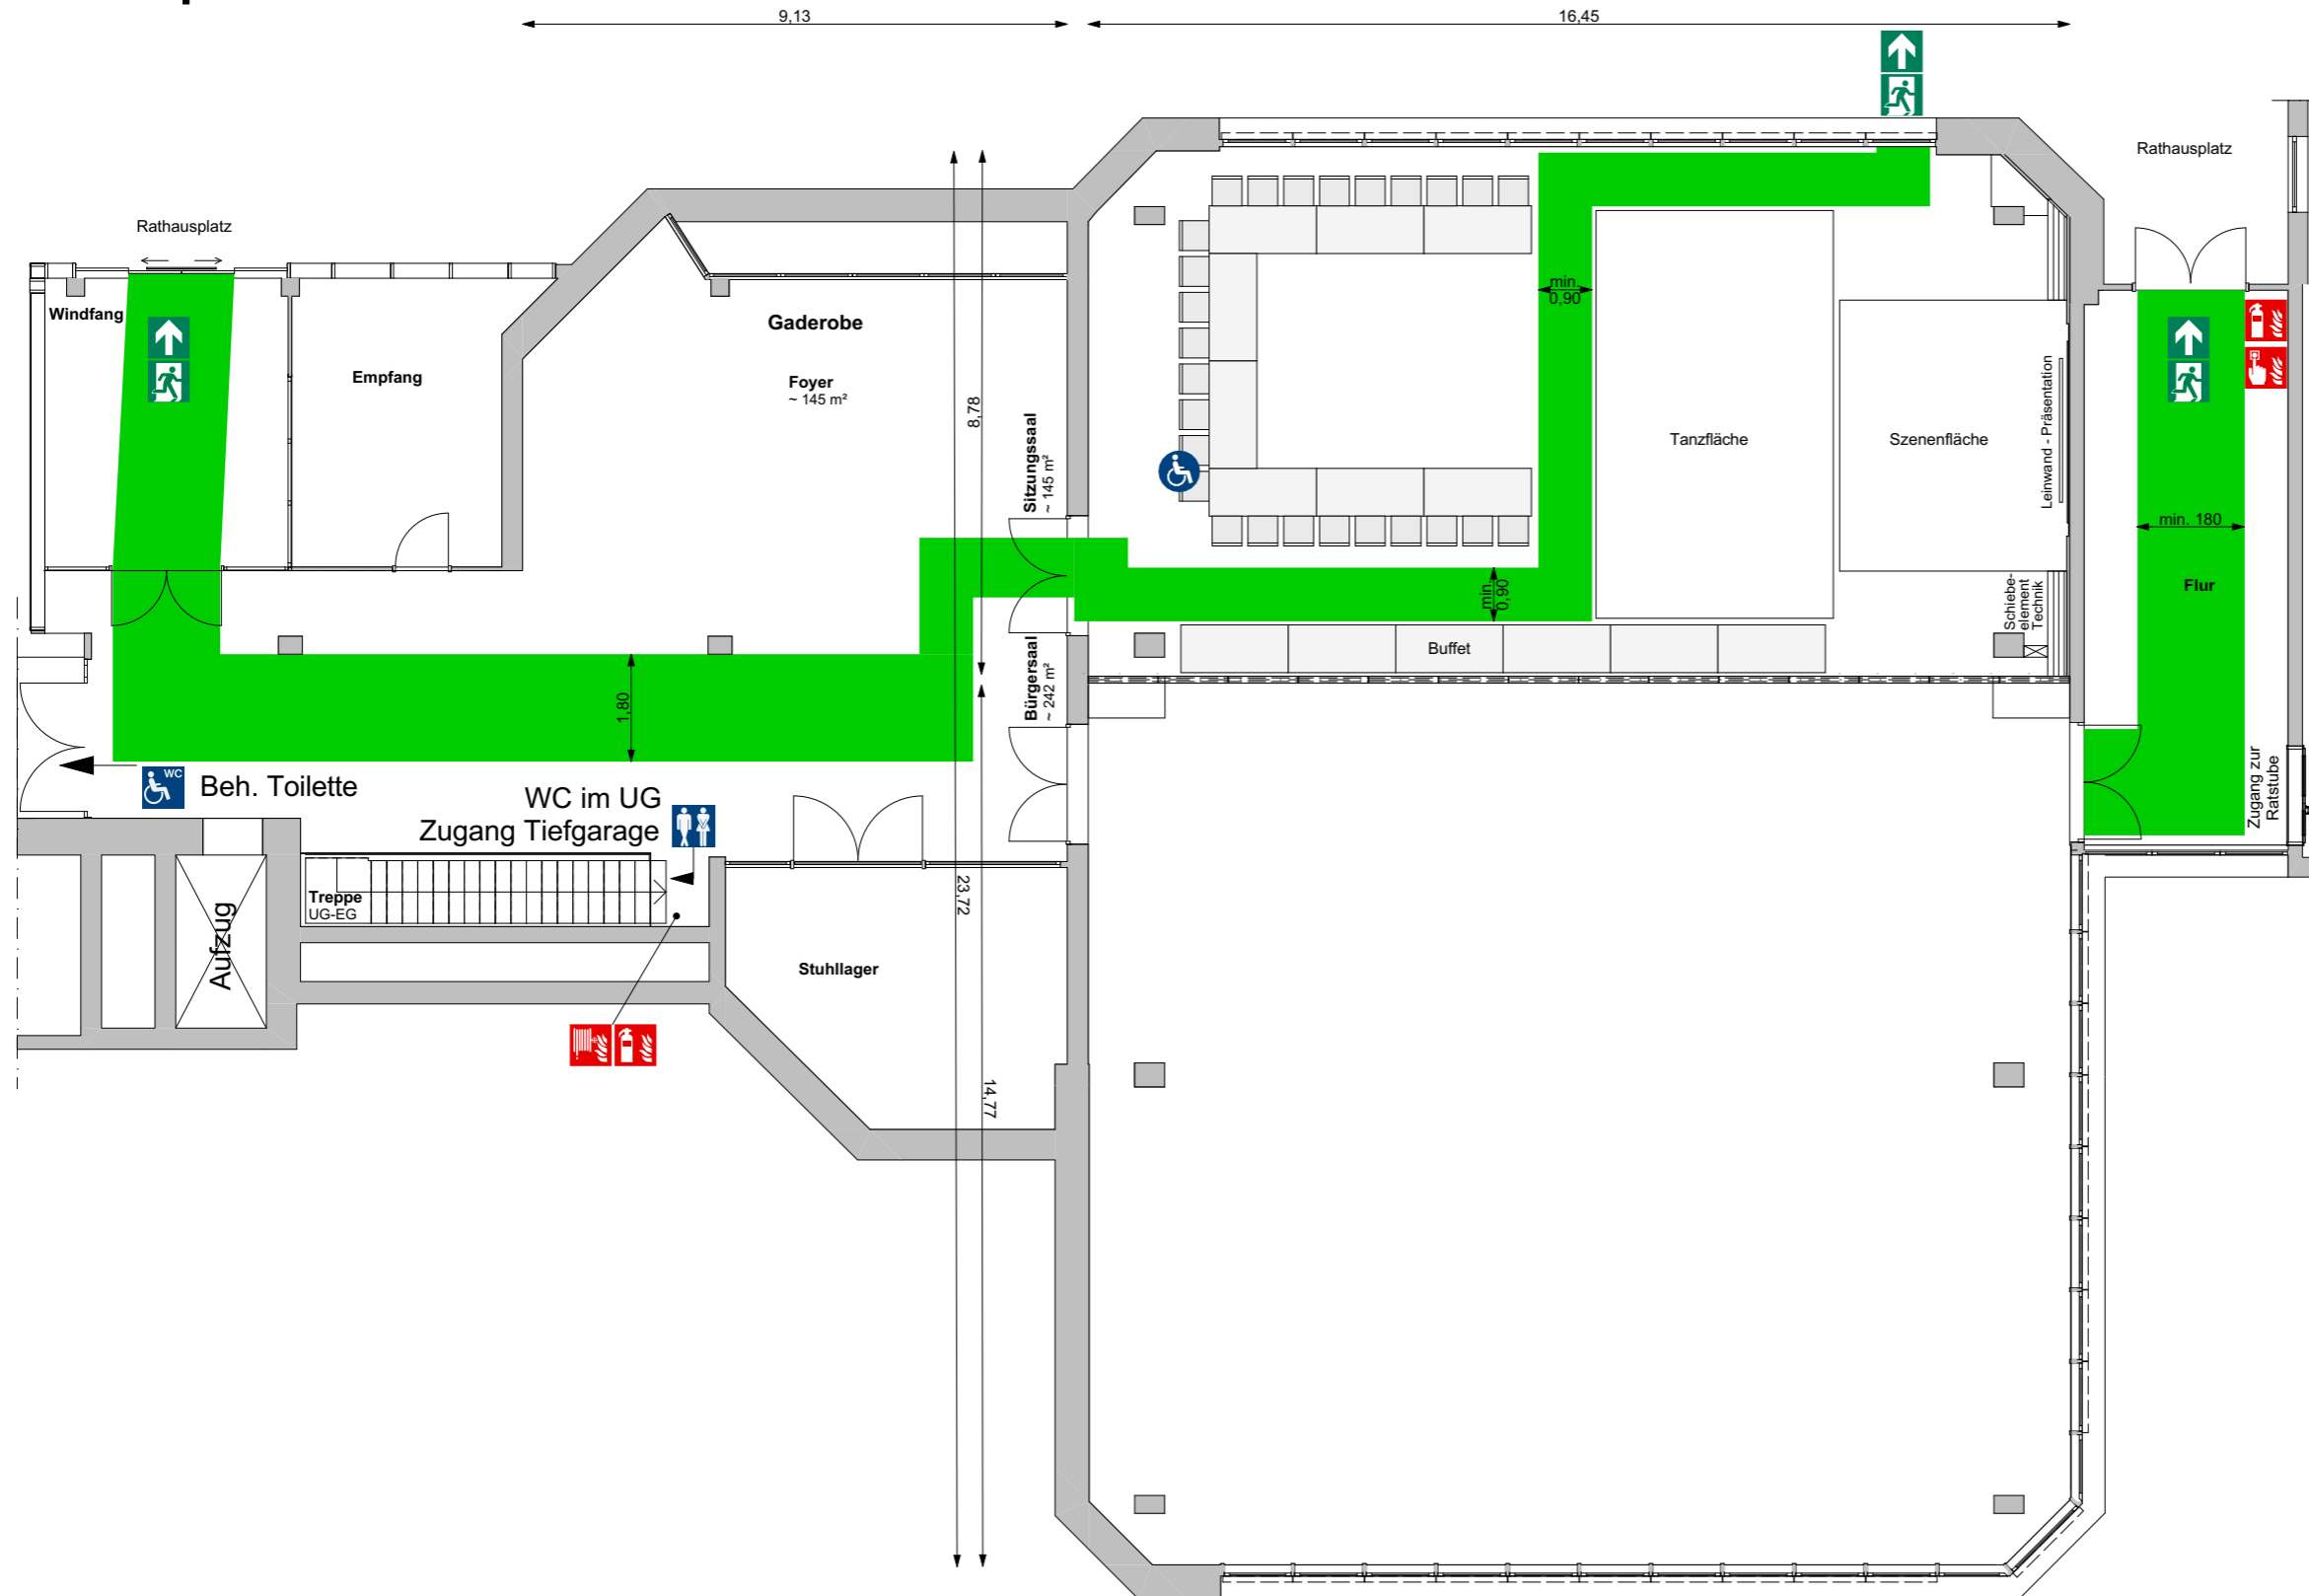 9,13
16,45
Rathausplatz
Rathausplatz
Windfang
Empfang
Gaderobe
Foyer
~ 145 m²
8,78
Sitzungssaal
~ 145 m²
min.
0,90
Tanzfläche
Szenenfläche
Leinwand - Präsentation
min. 180
Flur
min.
0,90
Schiebe-
element
Technik
Buffet
Bürgersaal
~ 242 m²
1,80
WC
Beh. Toilette
WC im UG
Zugang Tiefgarage
Zugang zur
Ratstube
Treppe
UG-EG
Aufzug
23,72
Stuhllager
14,77